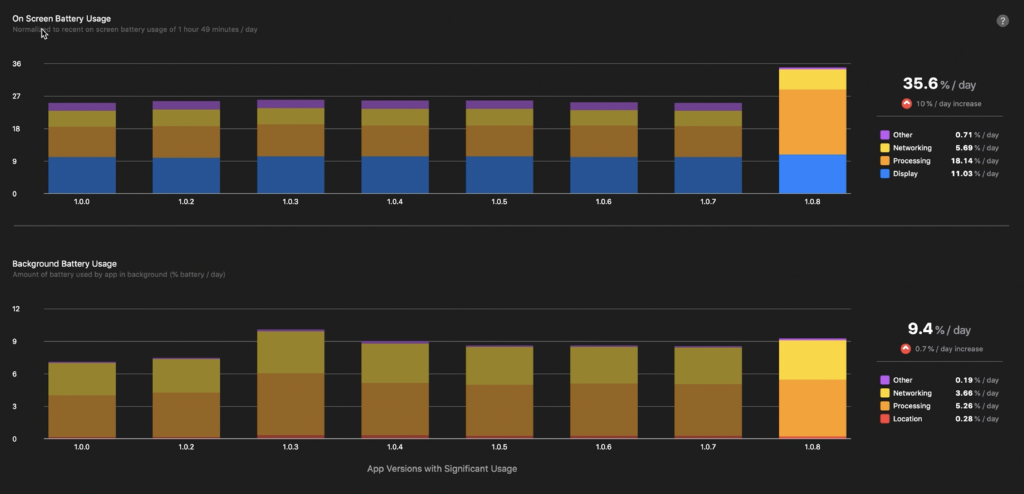 On Screen Battery Usage
Normalized to recent on screen battery usage of 1 hour 49 minutes / day
?
36
27
18
9
0
1.0.0 1.0.2 1.0.3 1.0.4 1.0.5 1.0.6 1.0.7 1.0.8
35.6 % / day
10 % / day increase
Other 0.71 % / day
Networking 5.69 % / day
Processing 18.14 % / day
Display 11.03 % / day
Background Battery Usage
Amount of battery used by app in background (% battery / day)
12
9
6
3
0
1.0.0 1.0.2 1.0.3 1.0.4 1.0.5 1.0.6 1.0.7 1.0.8
App Versions with Significant Usage
9.4 % / day
0.7 % / day increase
Other 0.19 % / day
Networking 3.66 % / day
Processing 5.26 % / day
Location 0.28 % / day